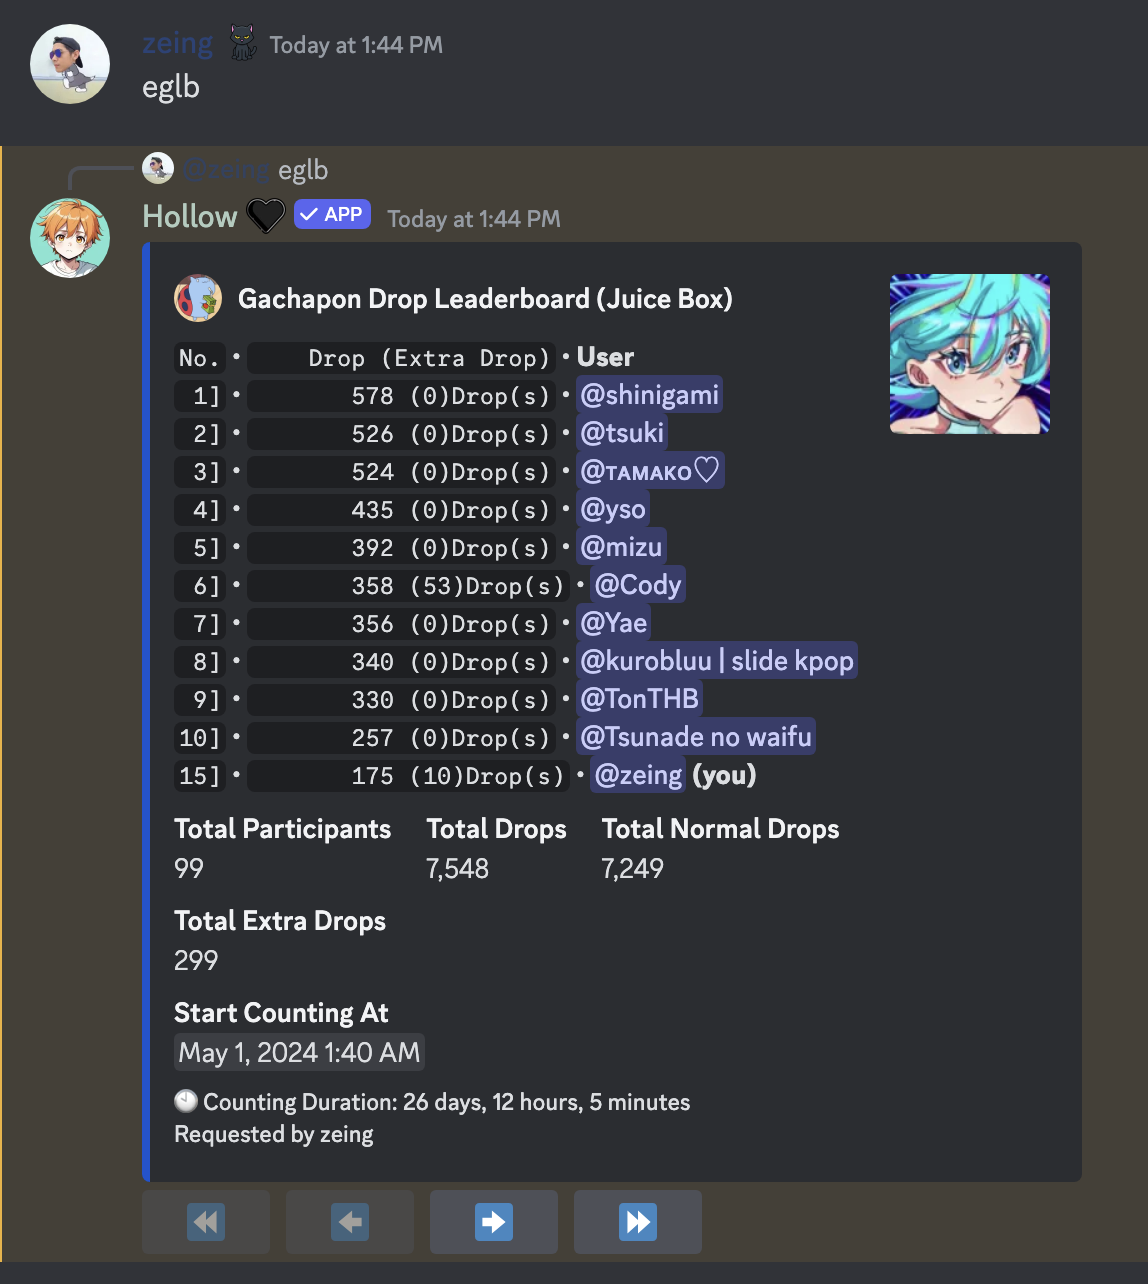 zeing Today at 1:44 PM
eglb
@zeing eglb
Hollow APP Today at 1:44 PM
Gachapon Drop Leaderboard (Juice Box)
No. • Drop (Extra Drop) • User
1] • 578 (0)Drop(s) • @shinigami
2] • 526 (0)Drop(s) • @tsuki
3] • 524 (0)Drop(s) • @ᴛᴀᴍᴀᴋᴏ♡
4] • 435 (0)Drop(s) • @yso
5] • 392 (0)Drop(s) • @mizu
6] • 358 (53)Drop(s) • @Cody
7] • 356 (0)Drop(s) • @Yae
8] • 340 (0)Drop(s) • @kurobluu | slide kpop
9] • 330 (0)Drop(s) • @TonTHB
10] • 257 (0)Drop(s) • @Tsunade no waifu
15] • 175 (10)Drop(s) • @zeing (you)
Total Participants Total Drops Total Normal Drops
99 7,548 7,249
Total Extra Drops
299
Start Counting At
May 1, 2024 1:40 AM
Counting Duration: 26 days, 12 hours, 5 minutes
Requested by zeing